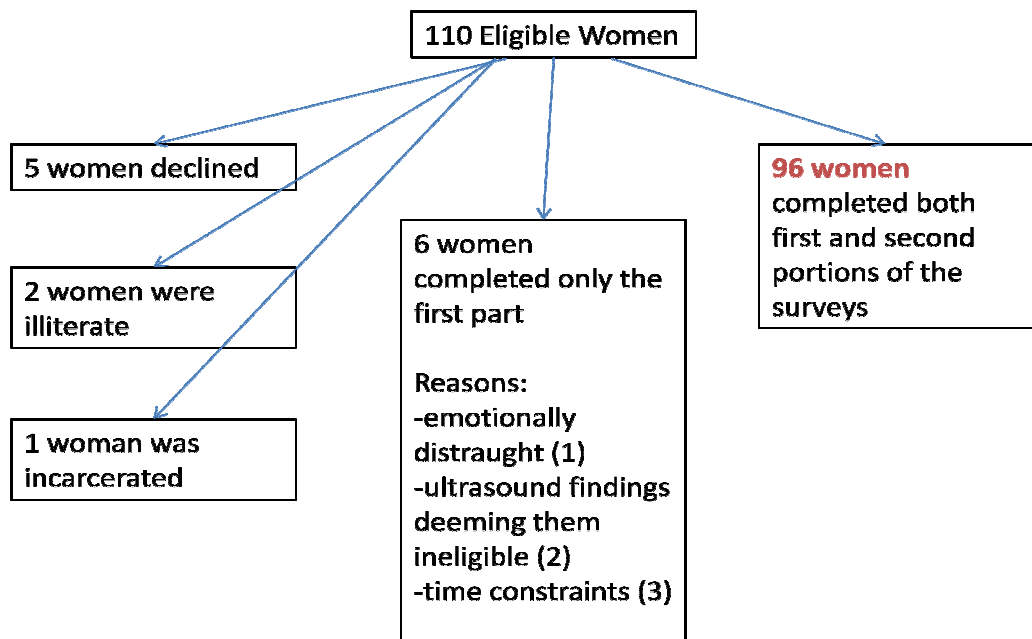 110 Eligible Women
5 women declined
2 women were
illiterate
1 woman was
incarcerated
6 women
completed only the
first part
Reasons:
-emotionally
distraught (1)
-ultrasound findings
deeming them
ineligible (2)
-time constraints (3)
96 women
completed both
first and second
portions of the
surveys